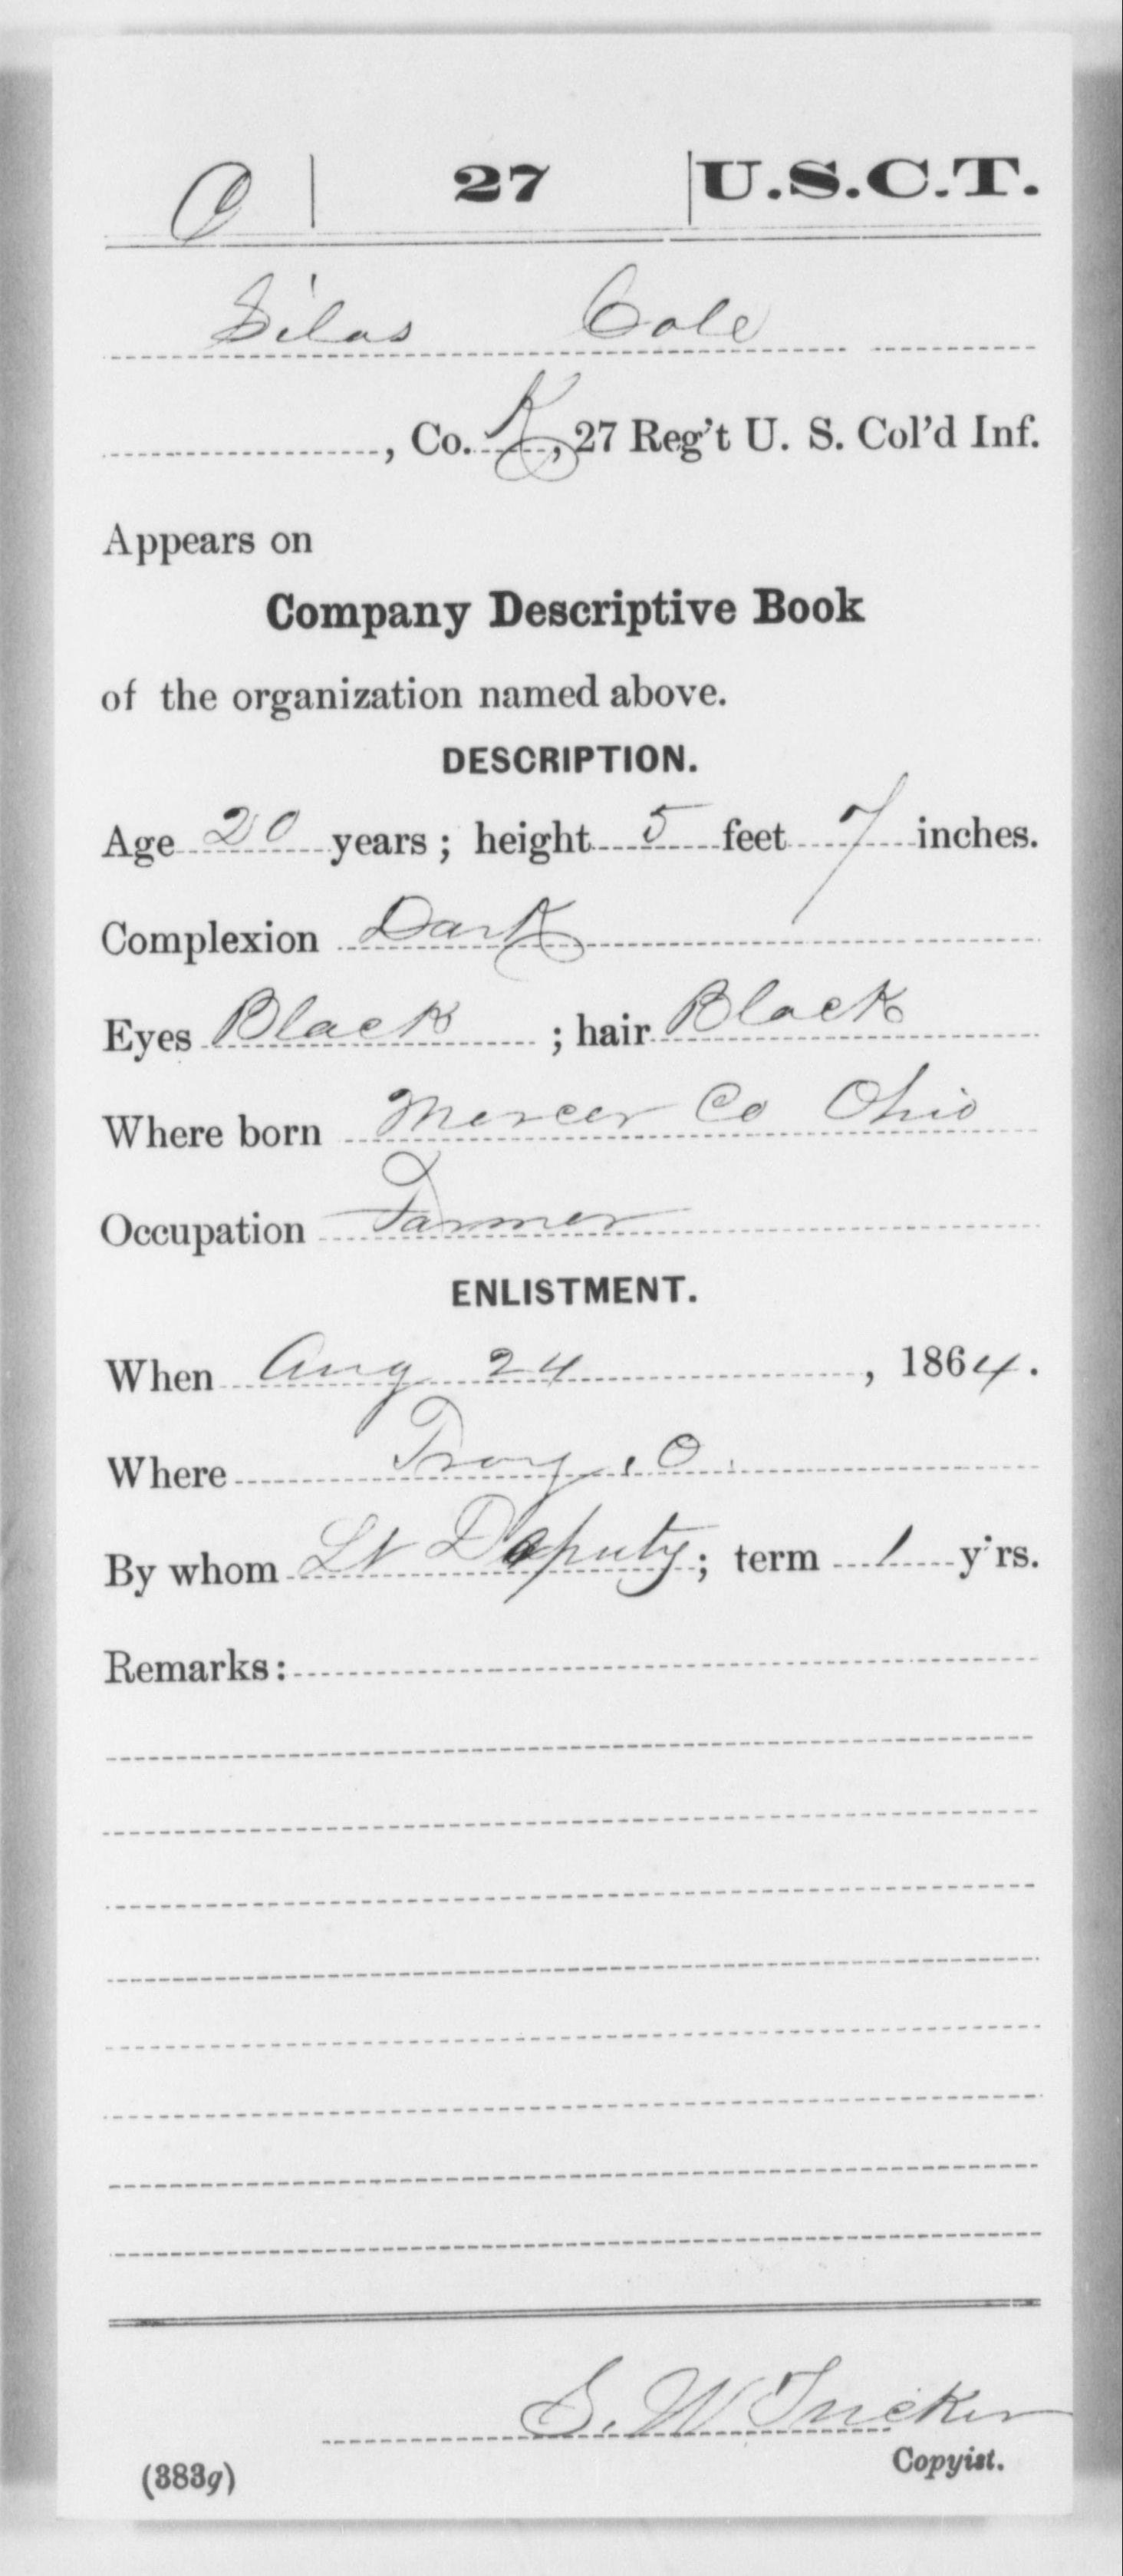 C | 27 | U.S.C.T.
Silas Cole
, Co. K, 27 Reg't U. S. Col'd Inf.
Appears on
Company Descriptive Book
of the organization named above.
DESCRIPTION.
Age 20 years; height 5 feet 7 inches.
Complexion Dark
Eyes Black ; hair Black
Where born Mercer Co Ohio
Occupation Farmer
ENLISTMENT.
When Aug 24, 1864.
Where Troy, O.
By whom Lt Deputy; term 1 y'rs.
Remarks:
S. W. Tucker
Copyist.
(383g)